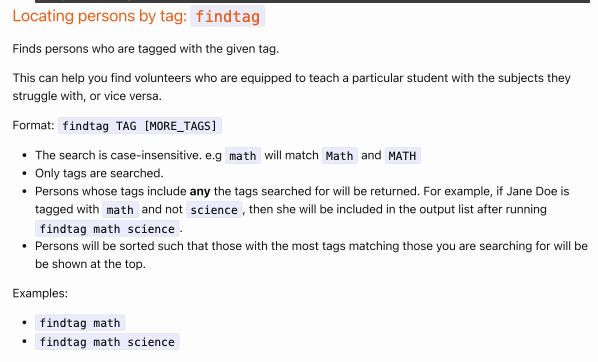 Locating persons by tag: findtag
Finds persons who are tagged with the given tag.
This can help you find volunteers who are equipped to teach a particular student with the subjects they
struggle with, or vice versa.
Format: findtag TAG [MORE_TAGS]
• The search is case-insensitive. e.g math will match Math and MATH
• Only tags are searched.
• Persons whose tags include any the tags searched for will be returned. For example, if Jane Doe is
tagged with math and not science, then she will be included in the output list after running
findtag math science.
• Persons will be sorted such that those with the most tags matching those you are searching for will be
be shown at the top.
Examples:
• findtag math
• findtag math science